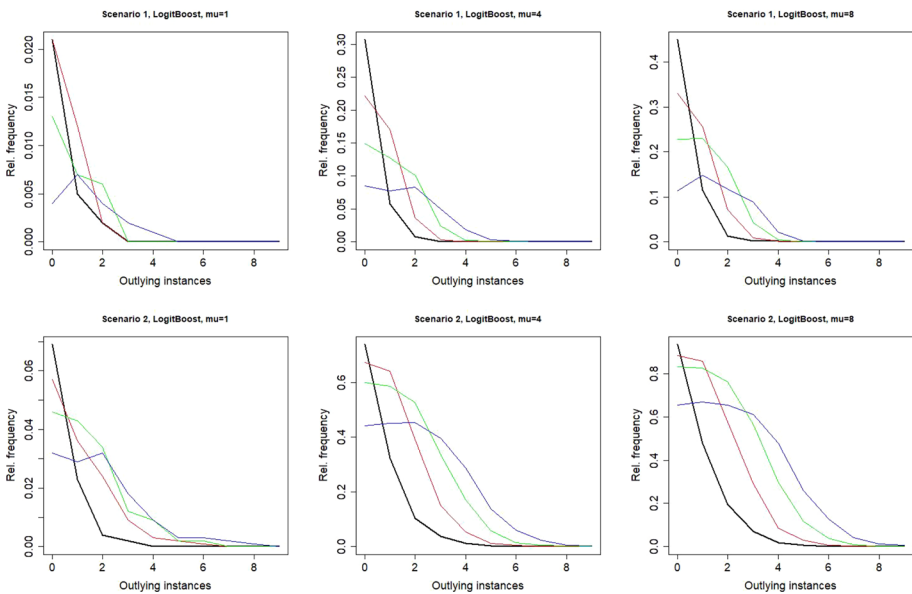 Scenario 1, LogitBoost, mu=1
Rel. frequency
0.020
0.015
0.010
0.005
0.000
0 2 4 6 8
Outlying instances
Scenario 1, LogitBoost, mu=4
Rel. frequency
0.30
0.25
0.20
0.15
0.10
0.05
0.00
0 2 4 6 8
Outlying instances
Scenario 1, LogitBoost, mu=8
Rel. frequency
0.4
0.3
0.2
0.1
0.0
0 2 4 6 8
Outlying instances
Scenario 2, LogitBoost, mu=1
Rel. frequency
0.06
0.04
0.02
0.00
0 2 4 6 8
Outlying instances
Scenario 2, LogitBoost, mu=4
Rel. frequency
0.6
0.4
0.2
0.0
0 2 4 6 8
Outlying instances
Scenario 2, LogitBoost, mu=8
Rel. frequency
0.8
0.6
0.4
0.2
0.0
0 2 4 6 8
Outlying instances